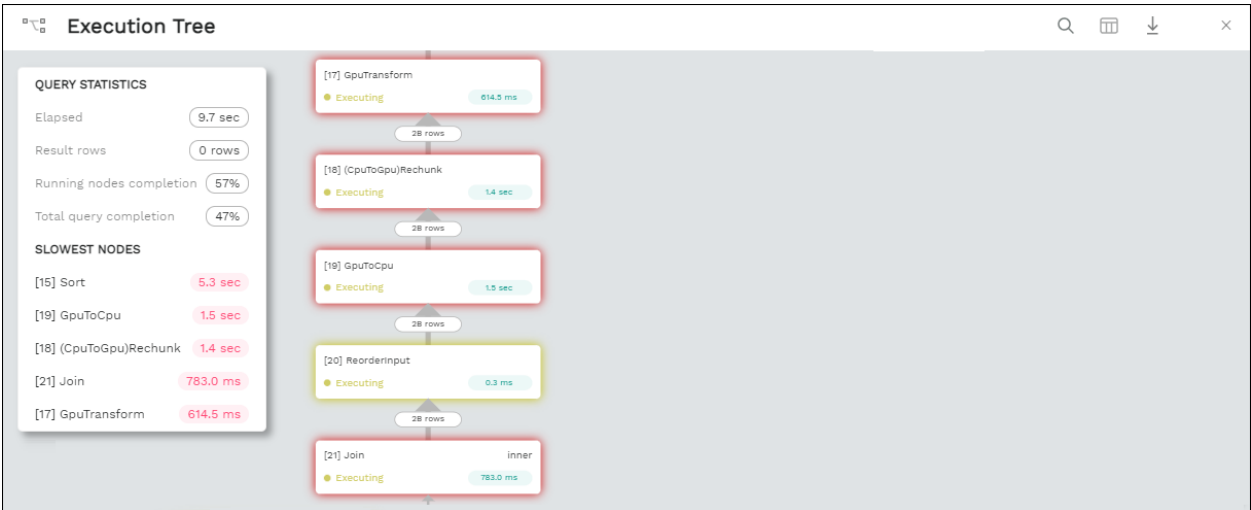 Execution Tree
QUERY STATISTICS
Elapsed 9.7 sec
Result rows 0 rows
Running nodes completion 57%
Total query completion 47%
SLOWEST NODES
[15] Sort 5.3 sec
[19] GpuToCpu 1.5 sec
[18] (CpuToGpu)Rechunk 1.4 sec
[21] Join 783.0 ms
[17] GpuTransform 614.5 ms
[17] GpuTransform
Executing 614.5 ms
2B rows
[18] (CpuToGpu)Rechunk
Executing 1.4 sec
2B rows
[19] GpuToCpu
Executing 1.5 sec
2B rows
[20] ReorderInput
Executing 0.3 ms
2B rows
[21] Join inner
Executing 783.0 ms